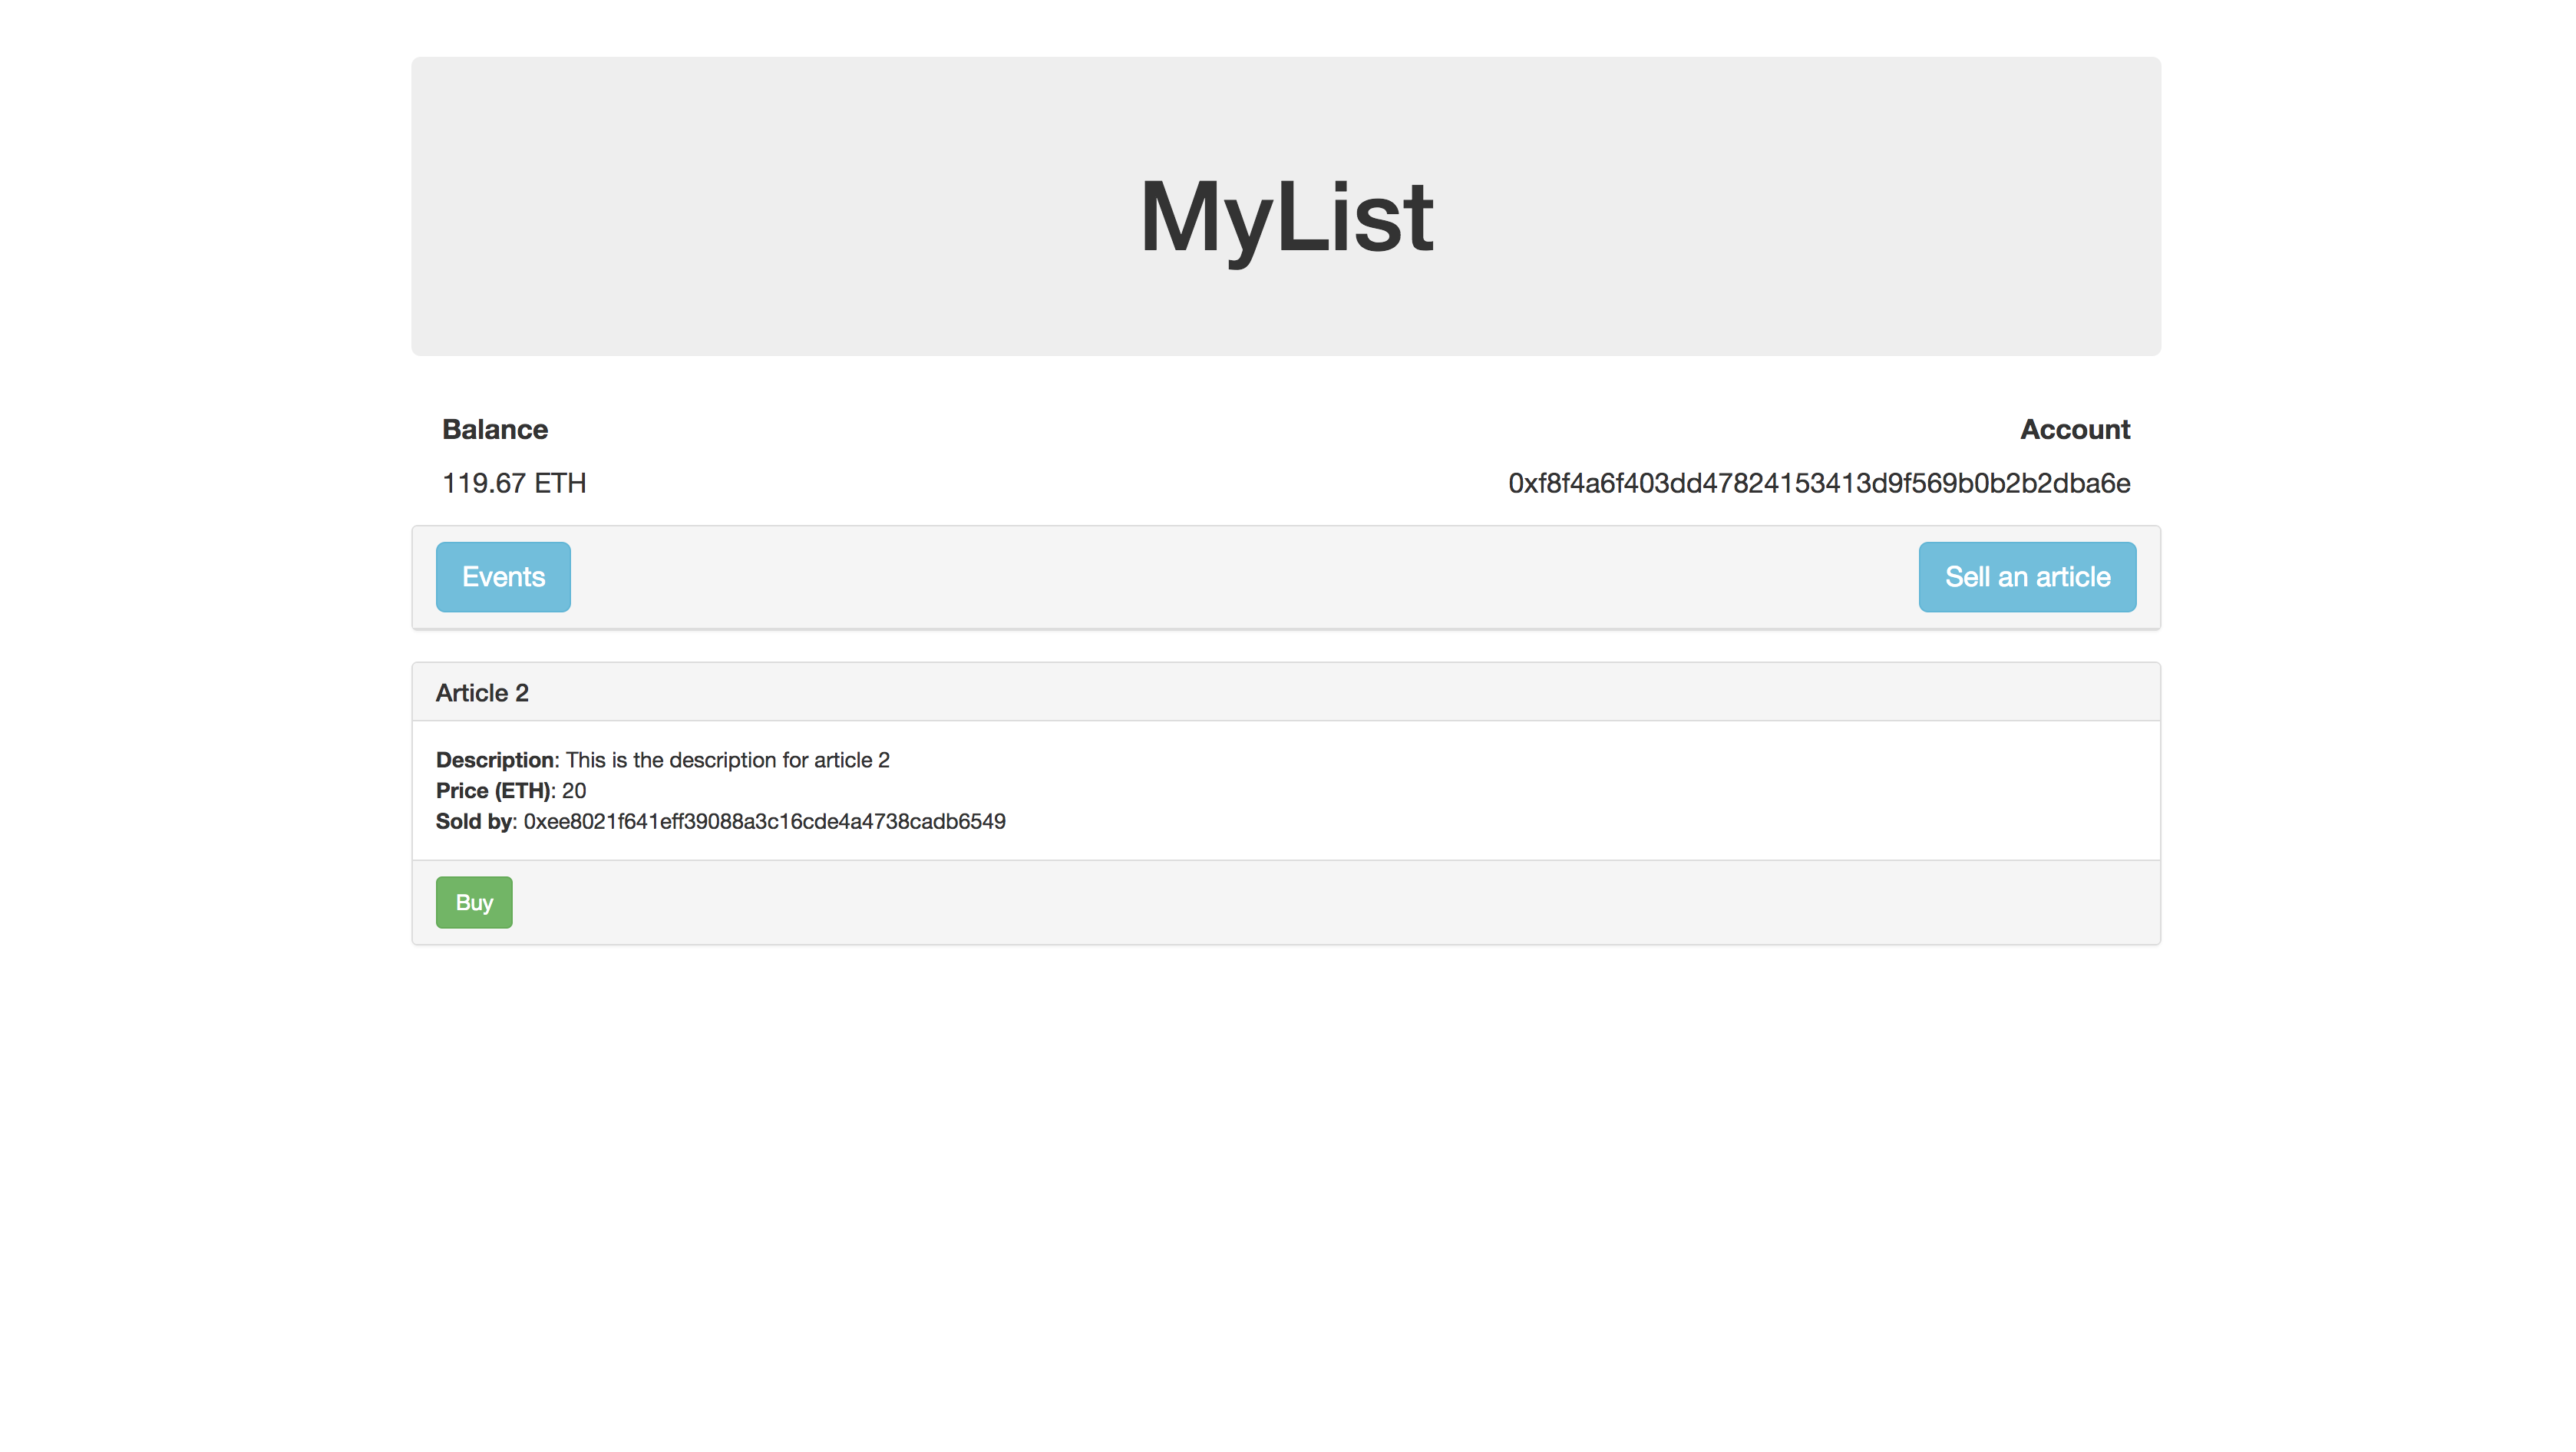 MyList
Balance
Account
119.67 ETH
0xf8f4a6f403dd47824153413d9f569b0b2b2dba6e
Events
Sell an article
Article 2
Description: This is the description for article 2
Price (ETH): 20
Sold by: 0xee8021f641eff39088a3c16cde4a4738cadb6549
Buy